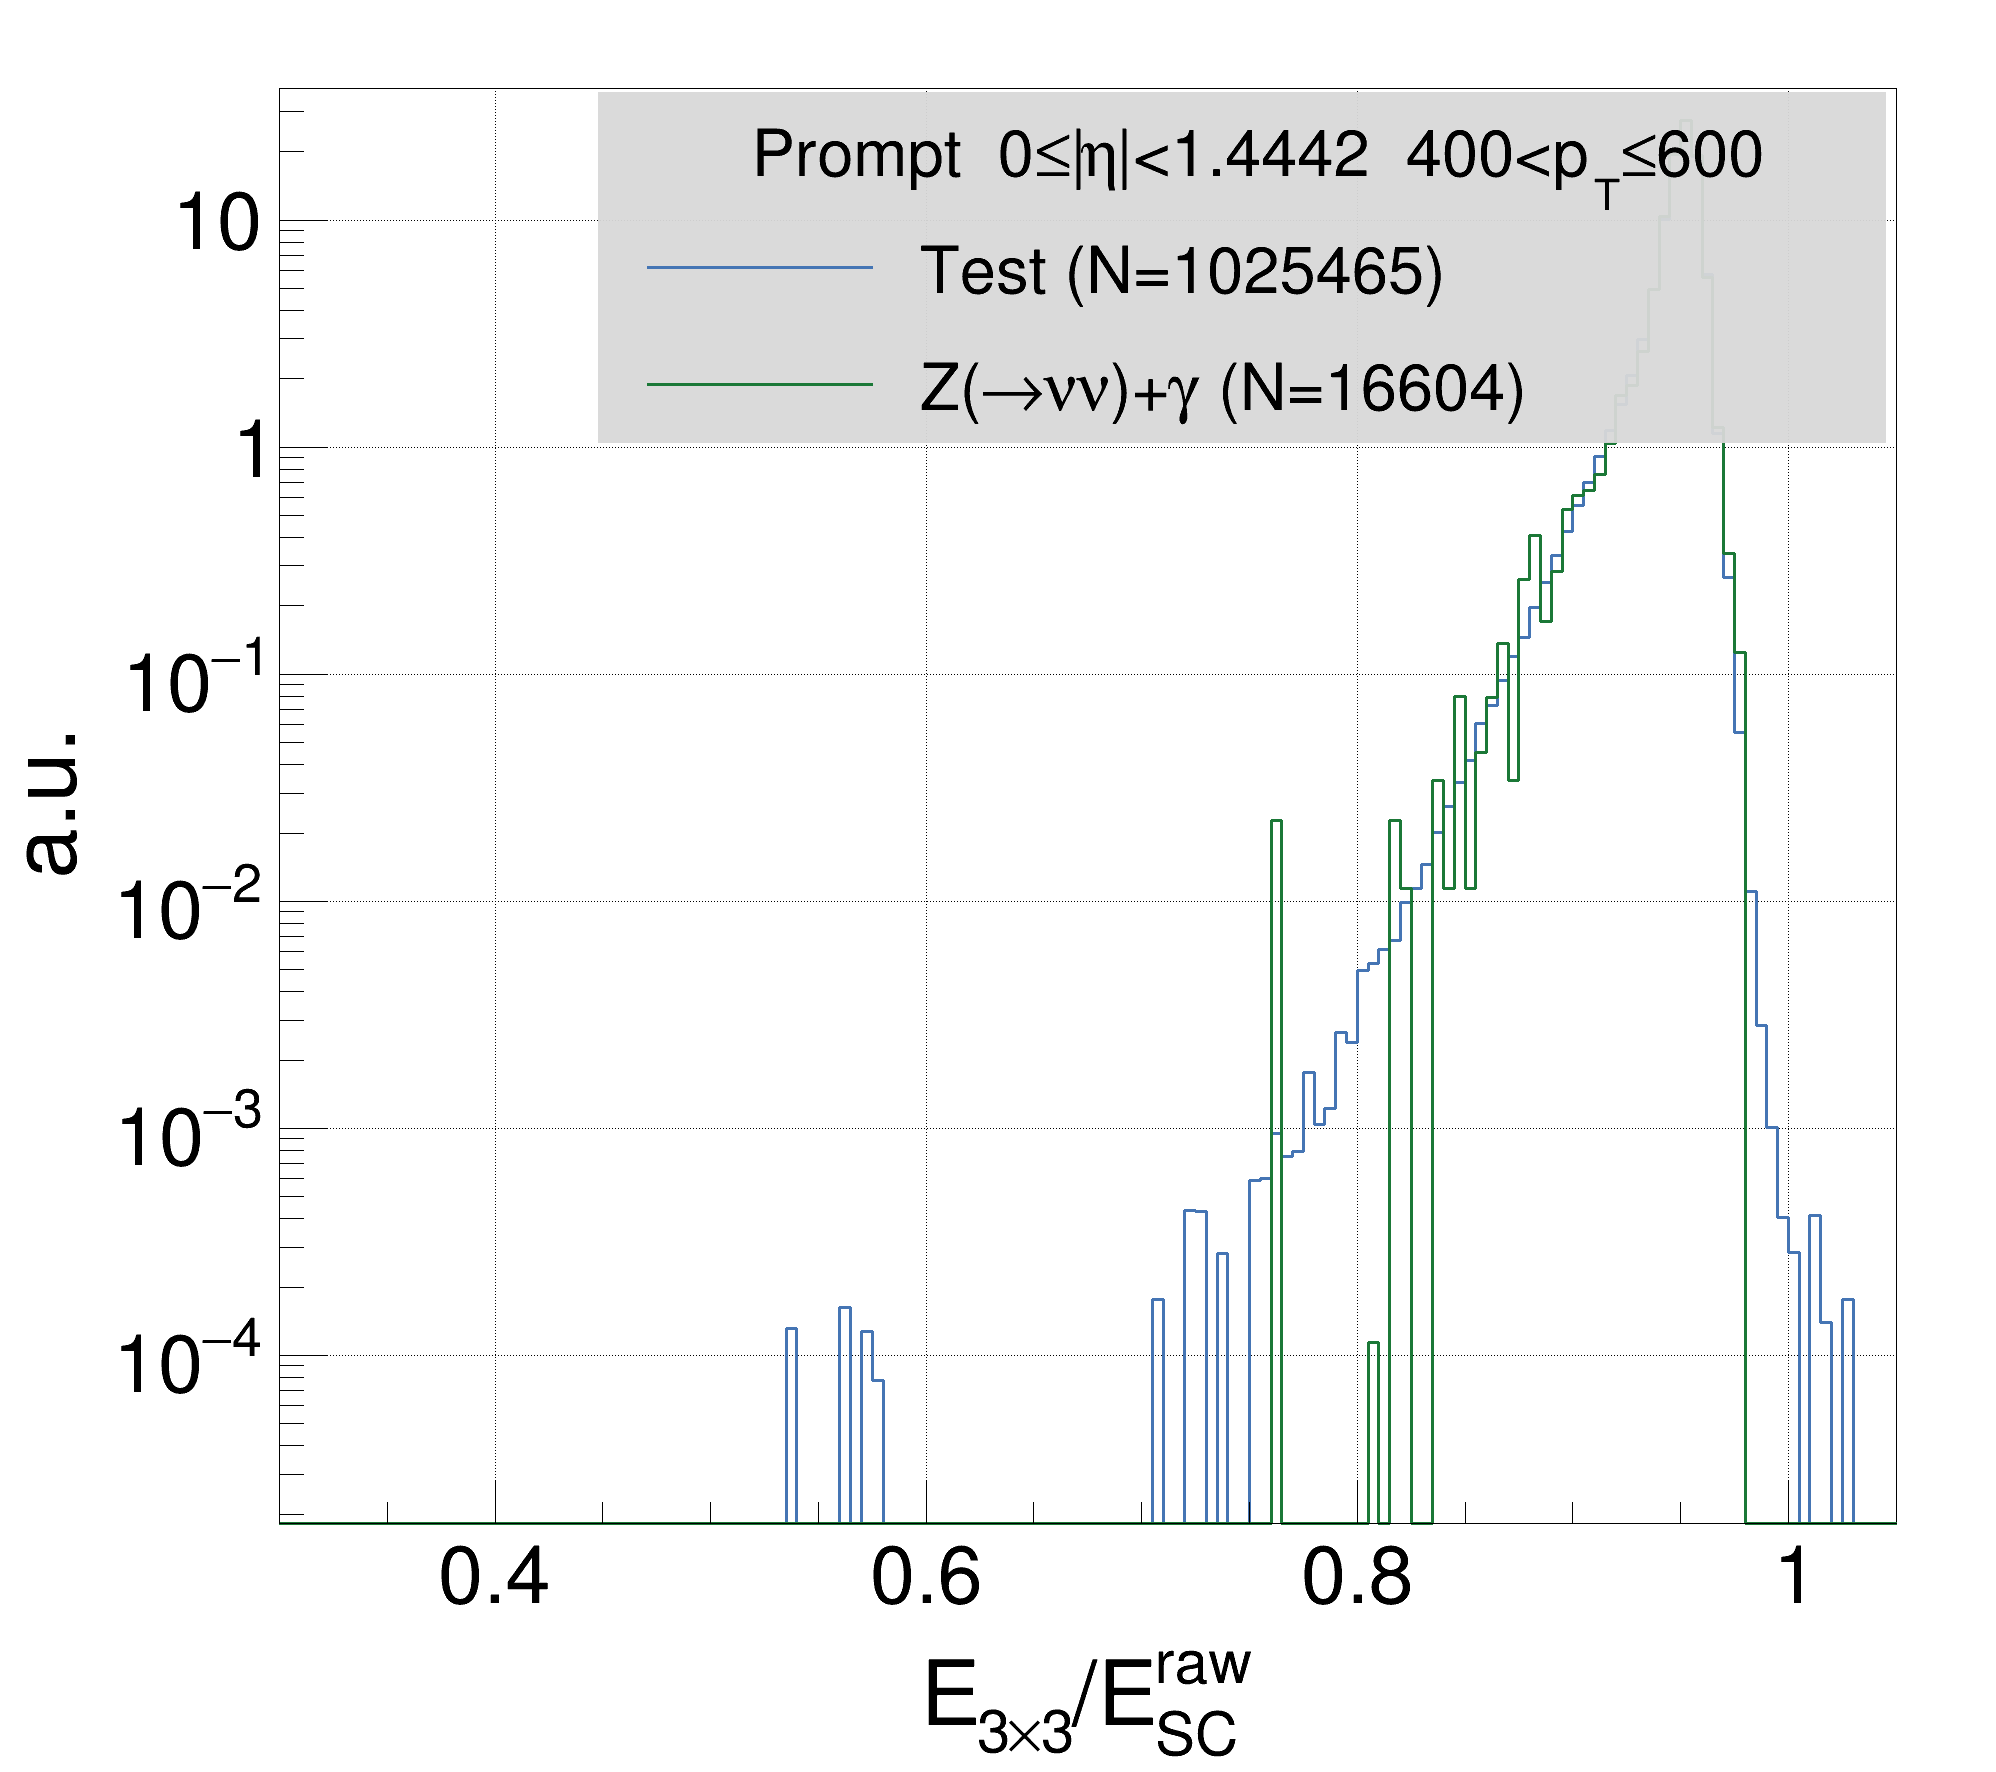 Prompt 0≤|η|<1.4442 400<p_T≤600
Test (N=1025465)
Z(→νν)+γ (N=16604)
10
1
10^−1
10^−2
10^−3
10^−4
a.u.
0.4 0.6 0.8 1
E_3×3/E_SC^raw